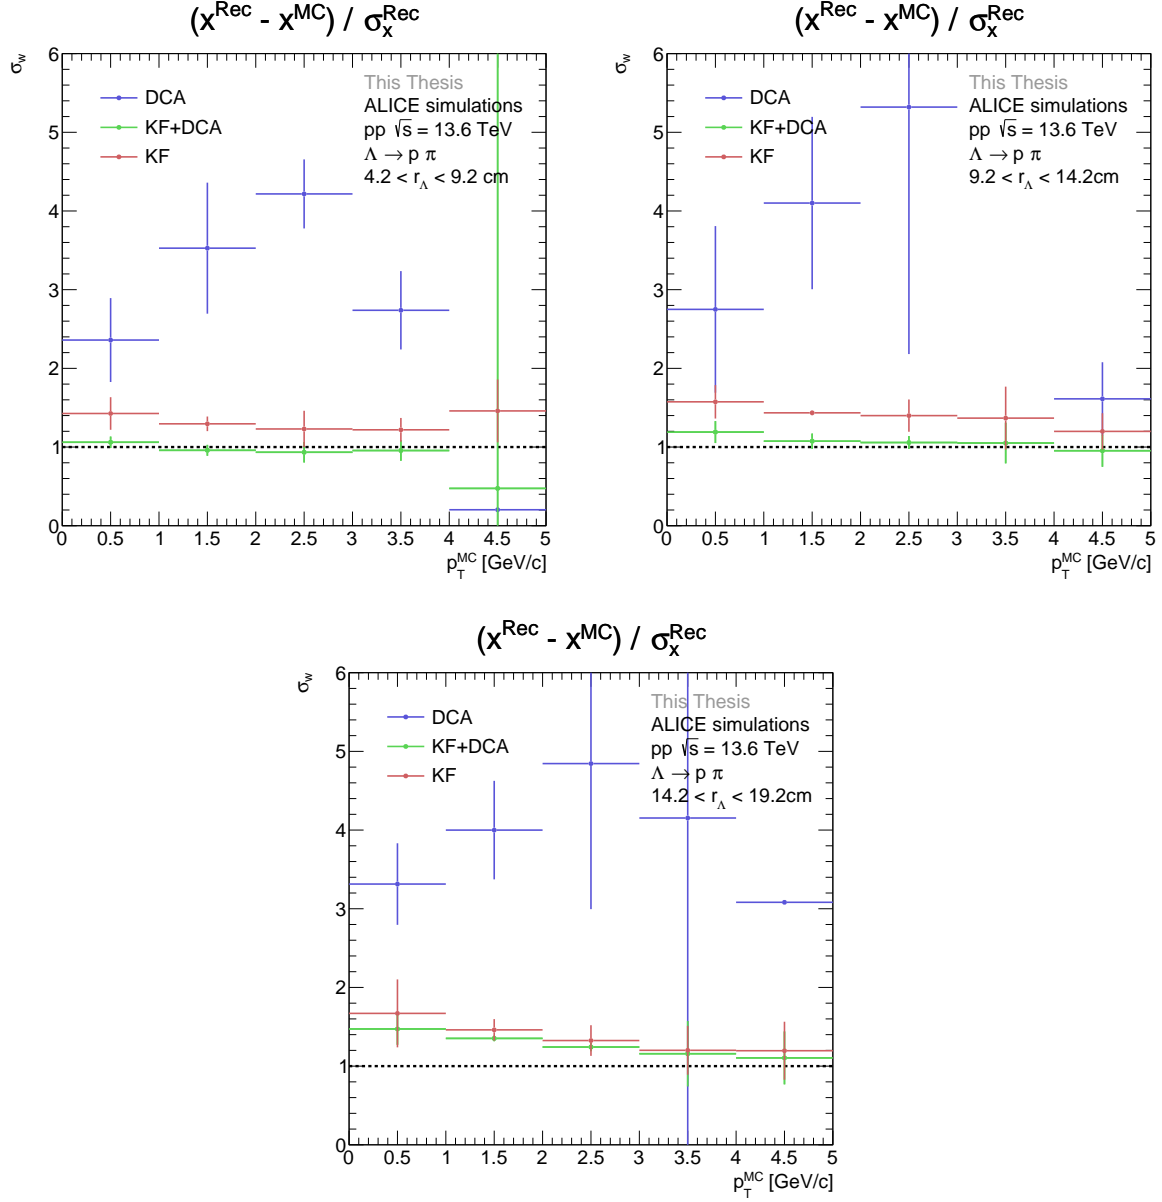 (x^Rec - x^MC) / σ_x^Rec
σ_w
This Thesis
ALICE simulations
pp √s = 13.6 TeV
Λ → p π
4.2 < r_Λ < 9.2 cm
DCA
KF+DCA
KF
6
5
4
3
2
1
0
0 0.5 1 1.5 2 2.5 3 3.5 4 4.5 5
p_T^MC [GeV/c]
(x^Rec - x^MC) / σ_x^Rec
σ_w
This Thesis
ALICE simulations
pp √s = 13.6 TeV
Λ → p π
9.2 < r_Λ < 14.2cm
DCA
KF+DCA
KF
6
5
4
3
2
1
0
0 0.5 1 1.5 2 2.5 3 3.5 4 4.5 5
p_T^MC [GeV/c]
(x^Rec - x^MC) / σ_x^Rec
σ_w
This Thesis
ALICE simulations
pp √s = 13.6 TeV
Λ → p π
14.2 < r_Λ < 19.2cm
DCA
KF+DCA
KF
6
5
4
3
2
1
0
0 0.5 1 1.5 2 2.5 3 3.5 4 4.5 5
p_T^MC [GeV/c]